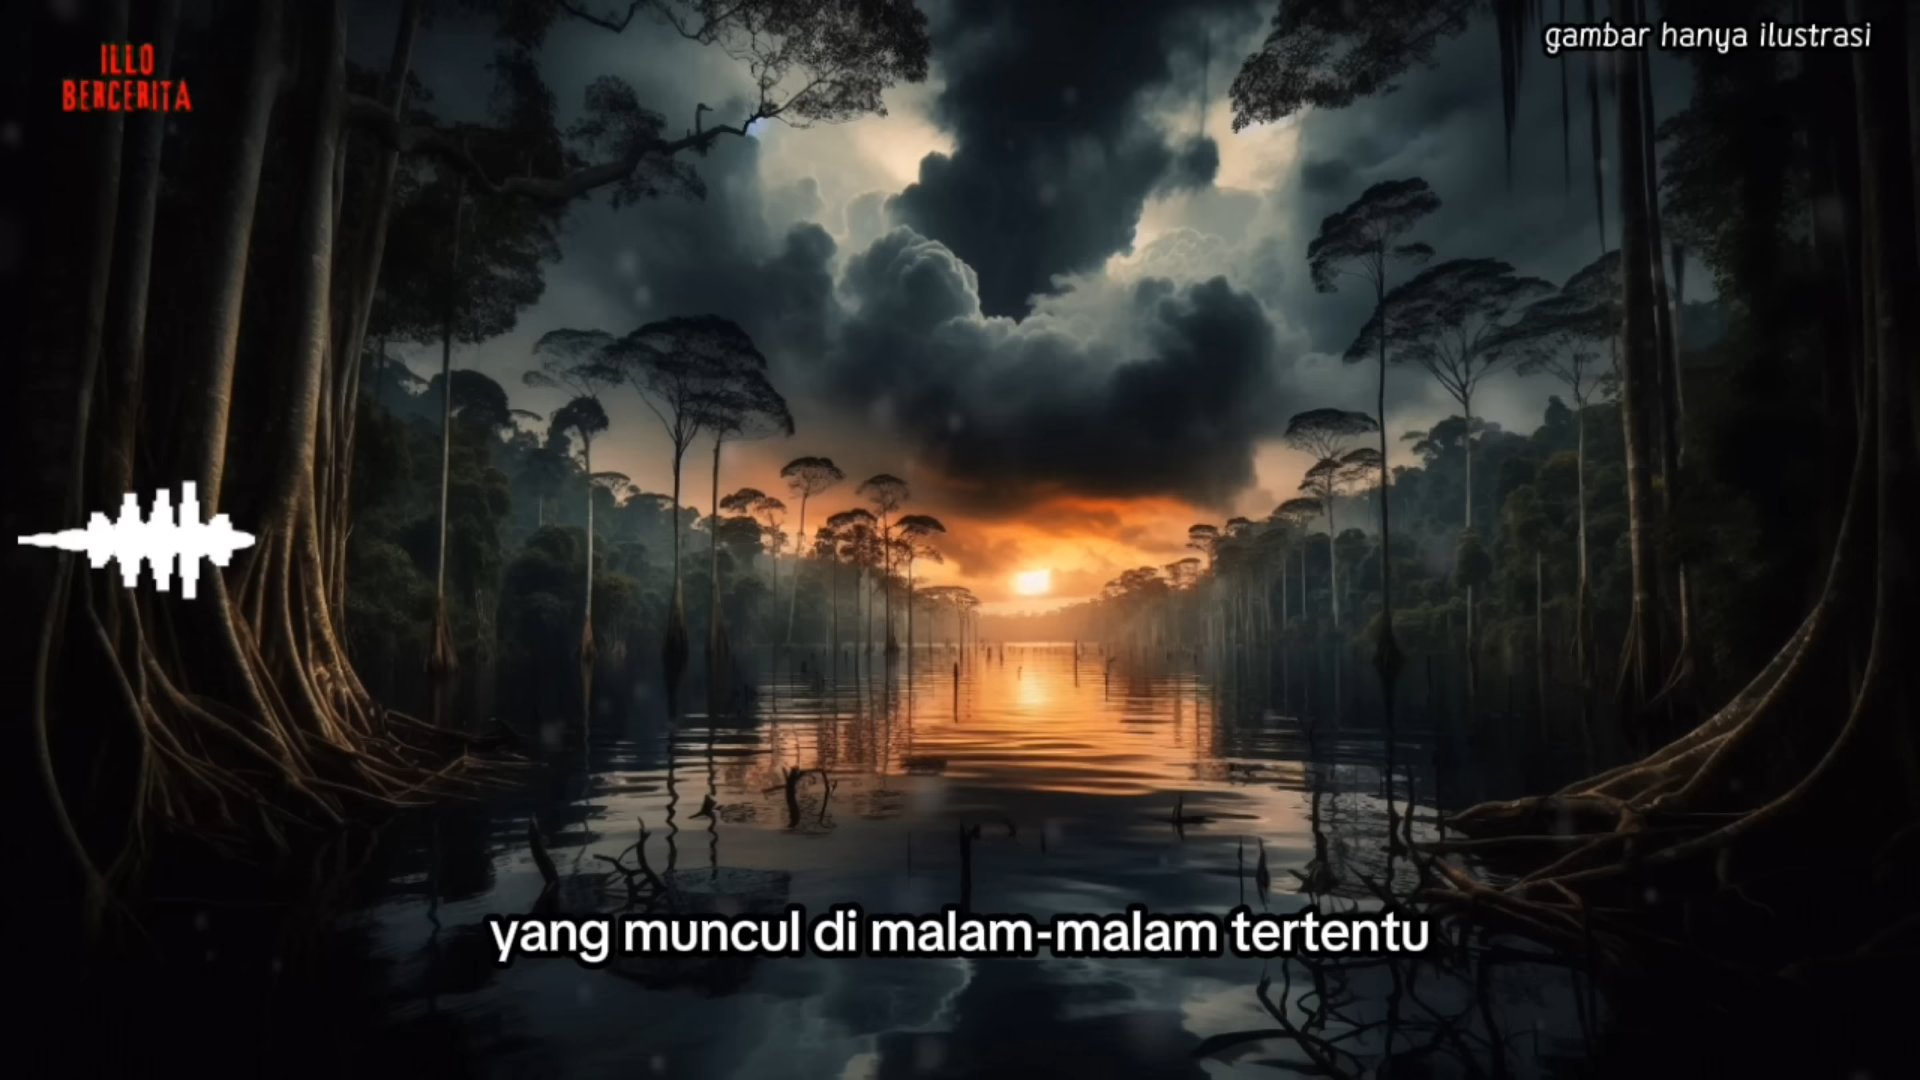 ILLO
BERCERITA
gambar hanya ilustrasi
yang muncul di malam-malam tertentu